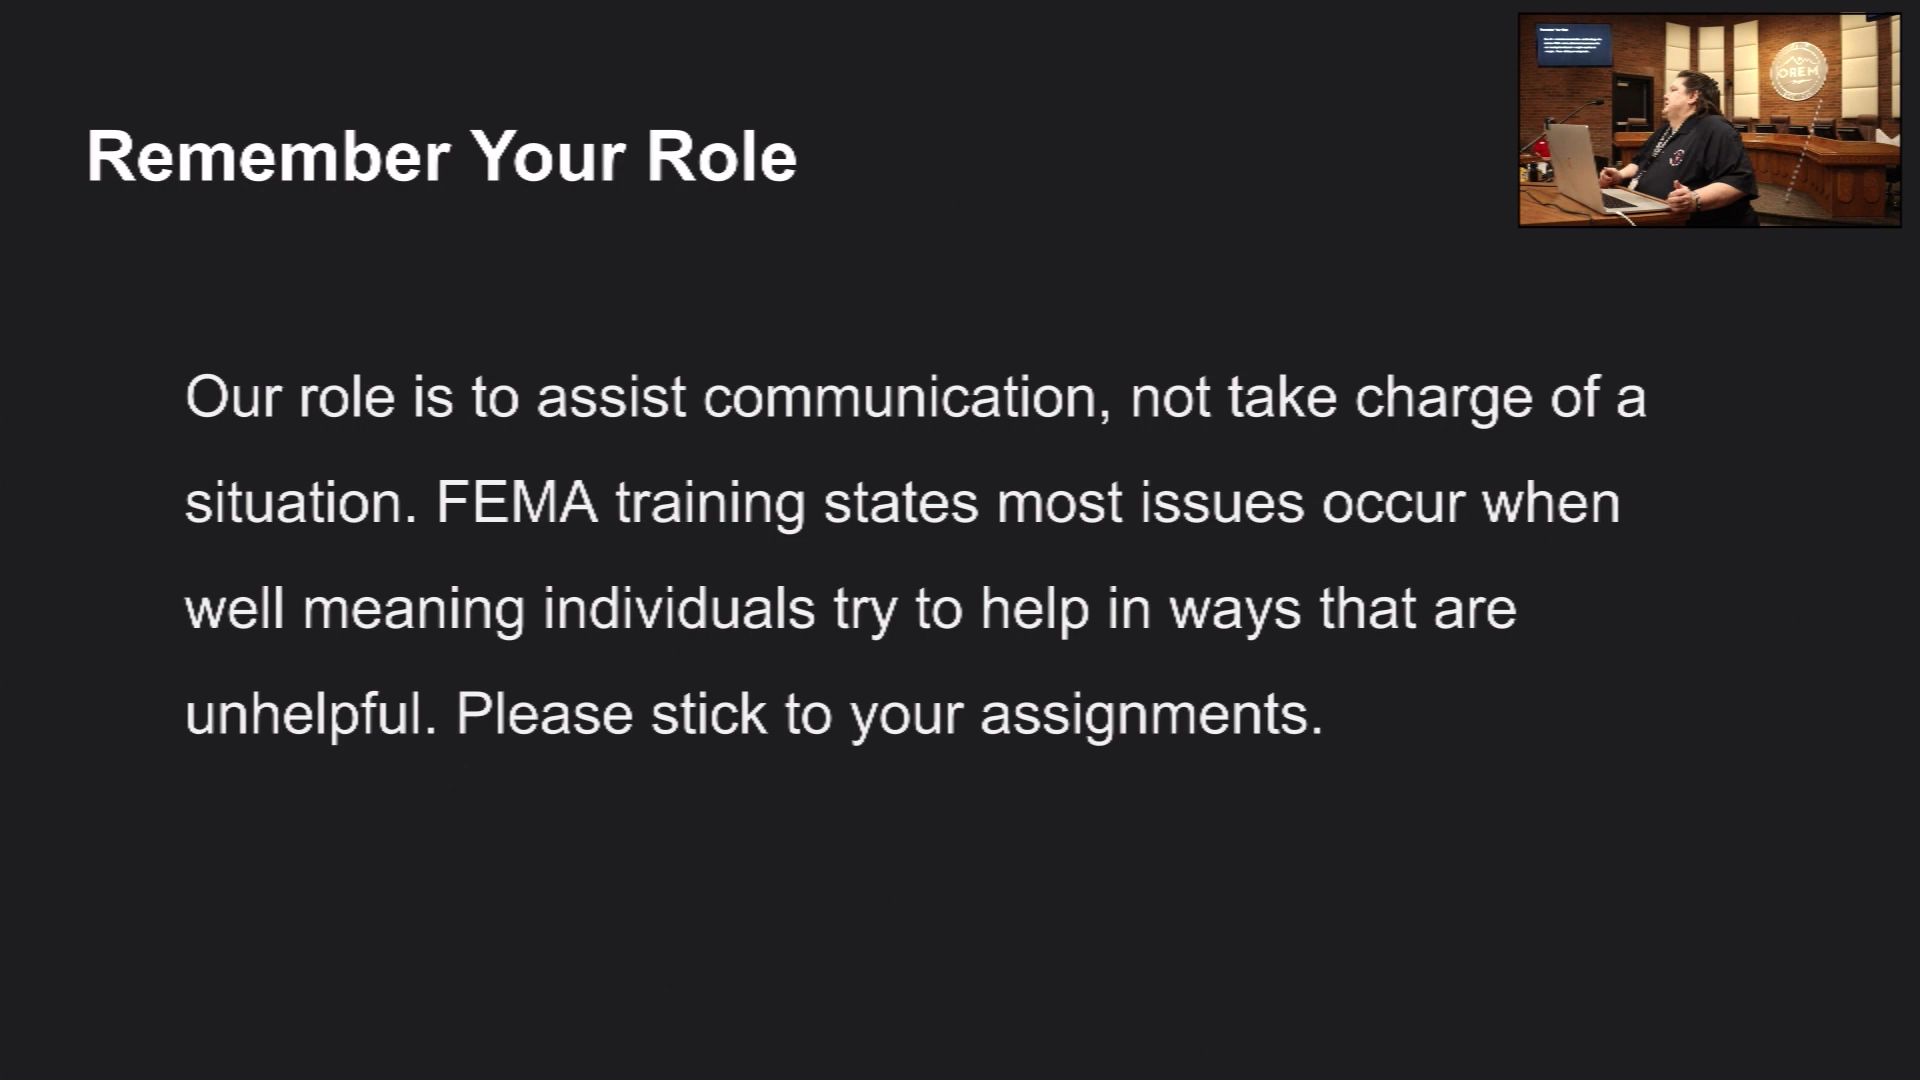 Remember Your Role
OREM
Our role is to assist communication, not take charge of a
situation. FEMA training states most issues occur when
well meaning individuals try to help in ways that are
unhelpful. Please stick to your assignments.